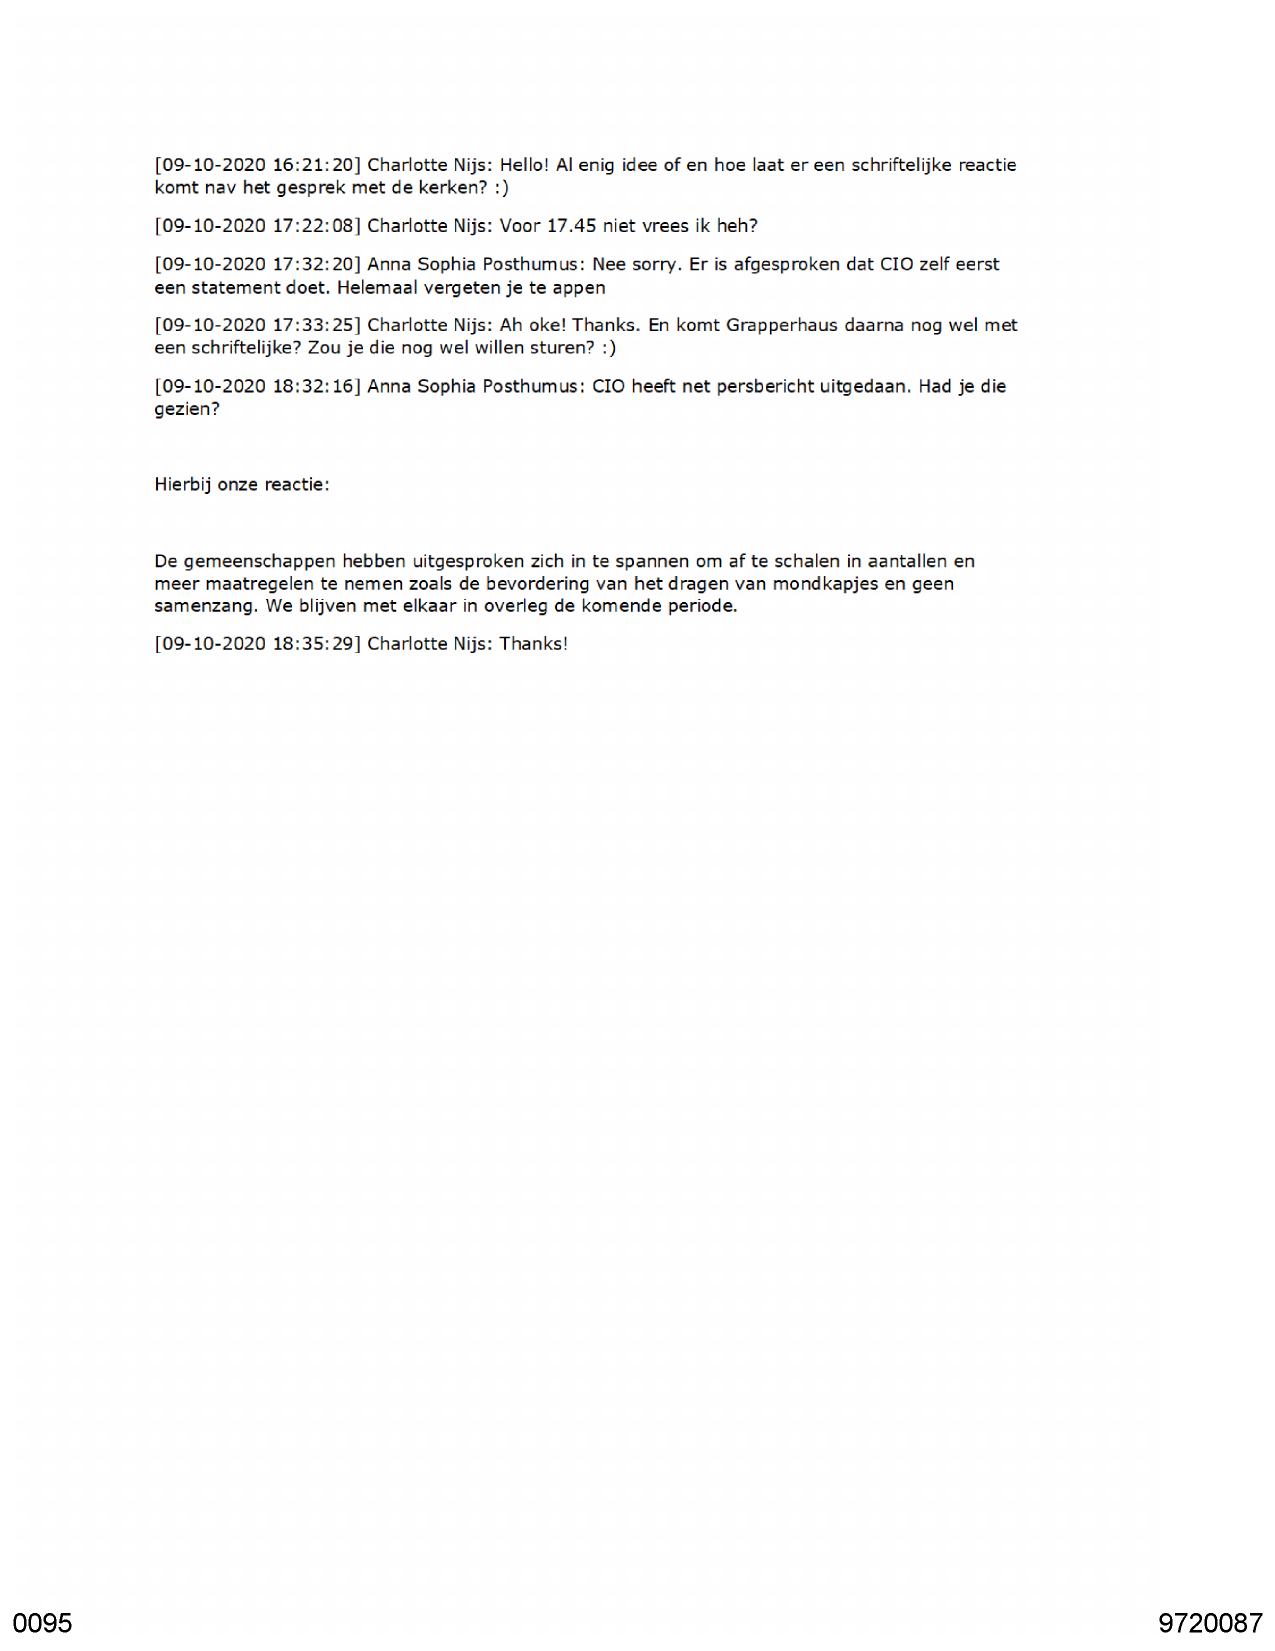 [09-10-2020 16:21:20] Charlotte Nijs: Hello! Al enig idee of en hoe laat er een schriftelijke reactie
komt nav het gesprek met de kerken? :)
[09-10-2020 17:22:08] Charlotte Nijs: Voor 17.45 niet vrees ik heh?
[09-10-2020 17:32:20] Anna Sophia Posthumus: Nee sorry. Er is afgesproken dat CIO zelf eerst
een statement doet. Helemaal vergeten je te appen
[09-10-2020 17:33:25] Charlotte Nijs: Ah oke! Thanks. En komt Grapperhaus daarna nog wel met
een schriftelijke? Zou je die nog wel willen sturen? :)
[09-10-2020 18:32:16] Anna Sophia Posthumus: CIO heeft net persbericht uitgedaan. Had je die
gezien?
Hierbij onze reactie:
De gemeenschappen hebben uitgesproken zich in te spannen om af te schalen in aantallen en
meer maatregelen te nemen zoals de bevordering van het dragen van mondkapjes en geen
samenzang. We blijven met elkaar in overleg de komende periode.
[09-10-2020 18:35:29] Charlotte Nijs: Thanks!
0095
9720087